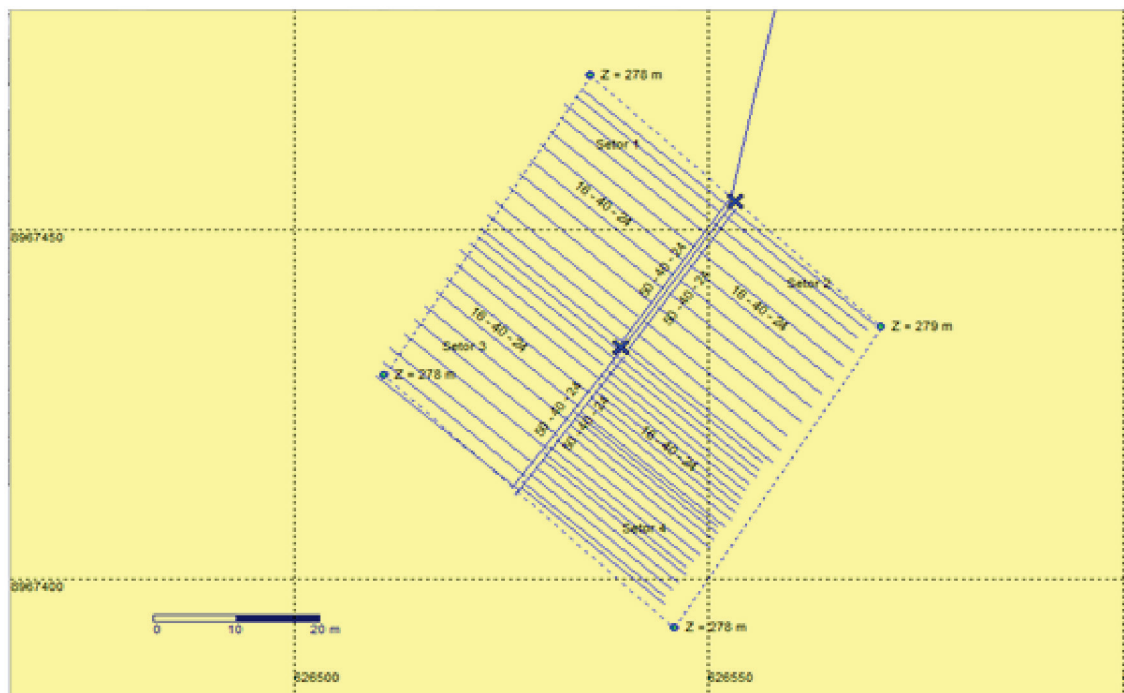 Z = 278 m
Setor 1
16 - 40 - 24
8967450
50 - 40 - 24
50 - 40 - 24
Setor 2
16 - 40 - 24
Z = 279 m
16 - 40 - 24
Setor 3
Z = 278 m
50 - 40 - 24
50 - 40 - 24
16 - 40 - 24
Setor 4
8967400
0 10 20 m
Z = 278 m
626500
626550